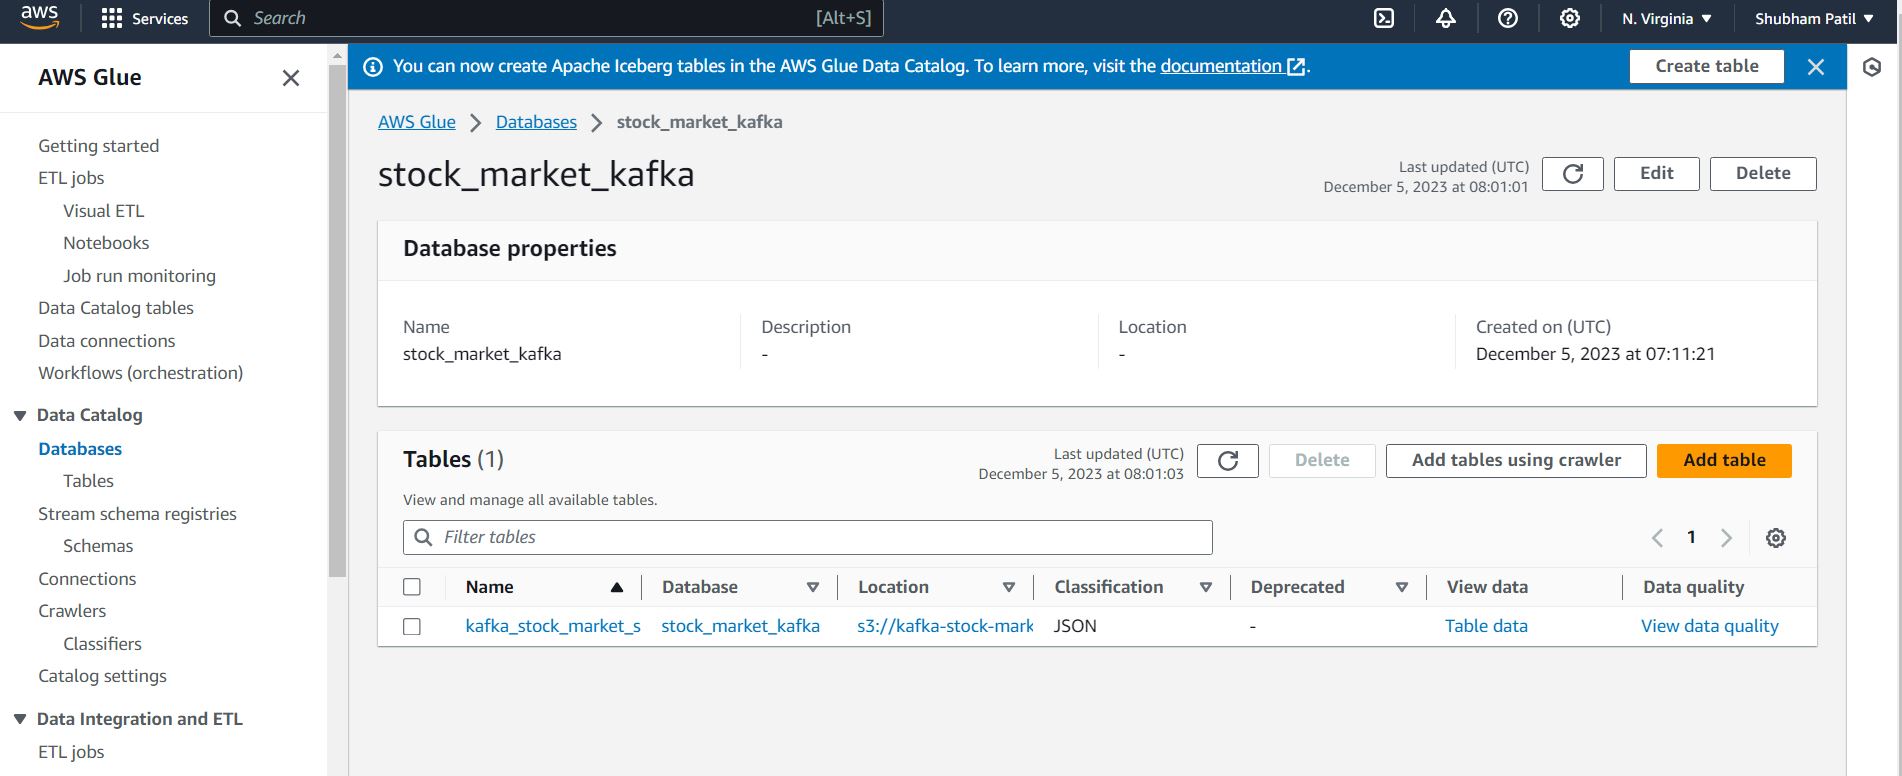 aws Services Search [Alt+S] N. Virginia Shubham Patil
AWS Glue
Getting started
ETL jobs
Visual ETL
Notebooks
Job run monitoring
Data Catalog tables
Data connections
Workflows (orchestration)
Data Catalog
Databases
Tables
Stream schema registries
Schemas
Connections
Crawlers
Classifiers
Catalog settings
Data Integration and ETL
ETL jobs
You can now create Apache Iceberg tables in the AWS Glue Data Catalog. To learn more, visit the documentation. Create table
AWS Glue > Databases > stock_market_kafka
stock_market_kafka
Last updated (UTC)
December 5, 2023 at 08:01:01
Edit Delete
Database properties
Name Description Location Created on (UTC)
stock_market_kafka - - December 5, 2023 at 07:11:21
Tables (1)
Last updated (UTC)
December 5, 2023 at 08:01:03
Delete Add tables using crawler Add table
View and manage all available tables.
Filter tables
1
Name Database Location Classification Deprecated View data Data quality
kafka_stock_market_s stock_market_kafka s3://kafka-stock-mark JSON - Table data View data quality